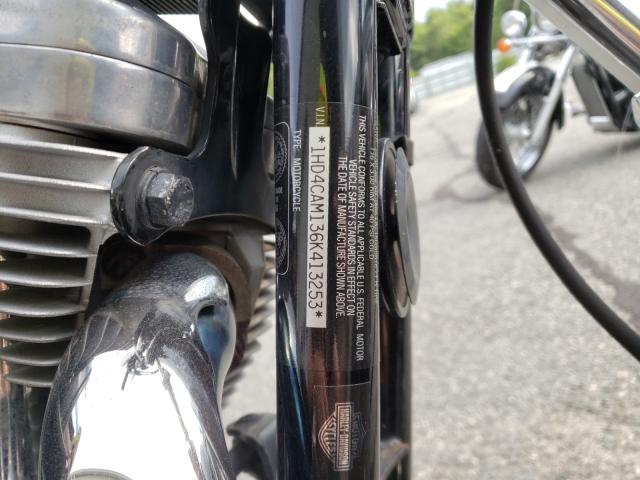 THIS VEHICLE CONFORMS TO ALL APPLICABLE U.S. FEDERAL MOTOR
VEHICLE SAFETY STANDARDS IN EFFECT ON
THE DATE OF MANUFACTURE SHOWN ABOVE.
VIN
*1HD4CAM136K413253*
TYPE MOTORCYCLE
HARLEY-DAVIDSON
CYCLES